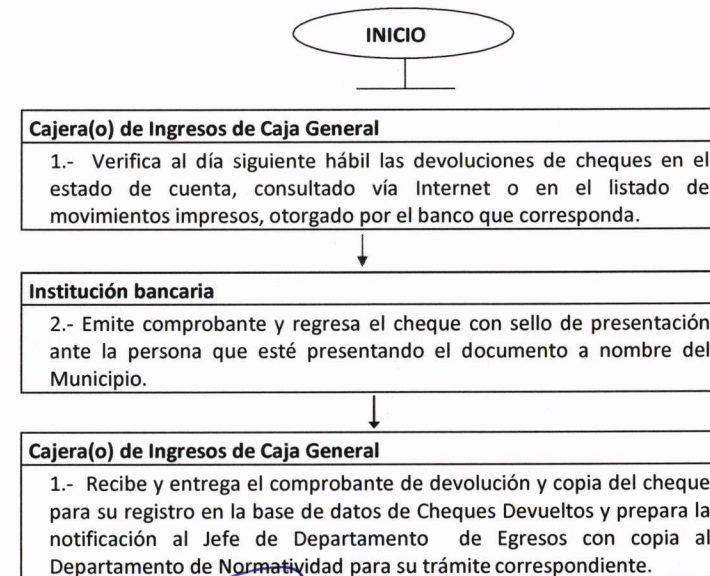 INICIO
Cajera(o) de Ingresos de Caja General
1.- Verifica al día siguiente hábil las devoluciones de cheques en el
estado de cuenta, consultado vía Internet o en el listado de
movimientos impresos, otorgado por el banco que corresponda.
Institución bancaria
2.- Emite comprobante y regresa el cheque con sello de presentación
ante la persona que esté presentando el documento a nombre del
Municipio.
Cajera(o) de Ingresos de Caja General
1.- Recibe y entrega el comprobante de devolución y copia del cheque
para su registro en la base de datos de Cheques Devueltos y prepara la
notificación al Jefe de Departamento de Egresos con copia al
Departamento de Normatividad para su trámite correspondiente.